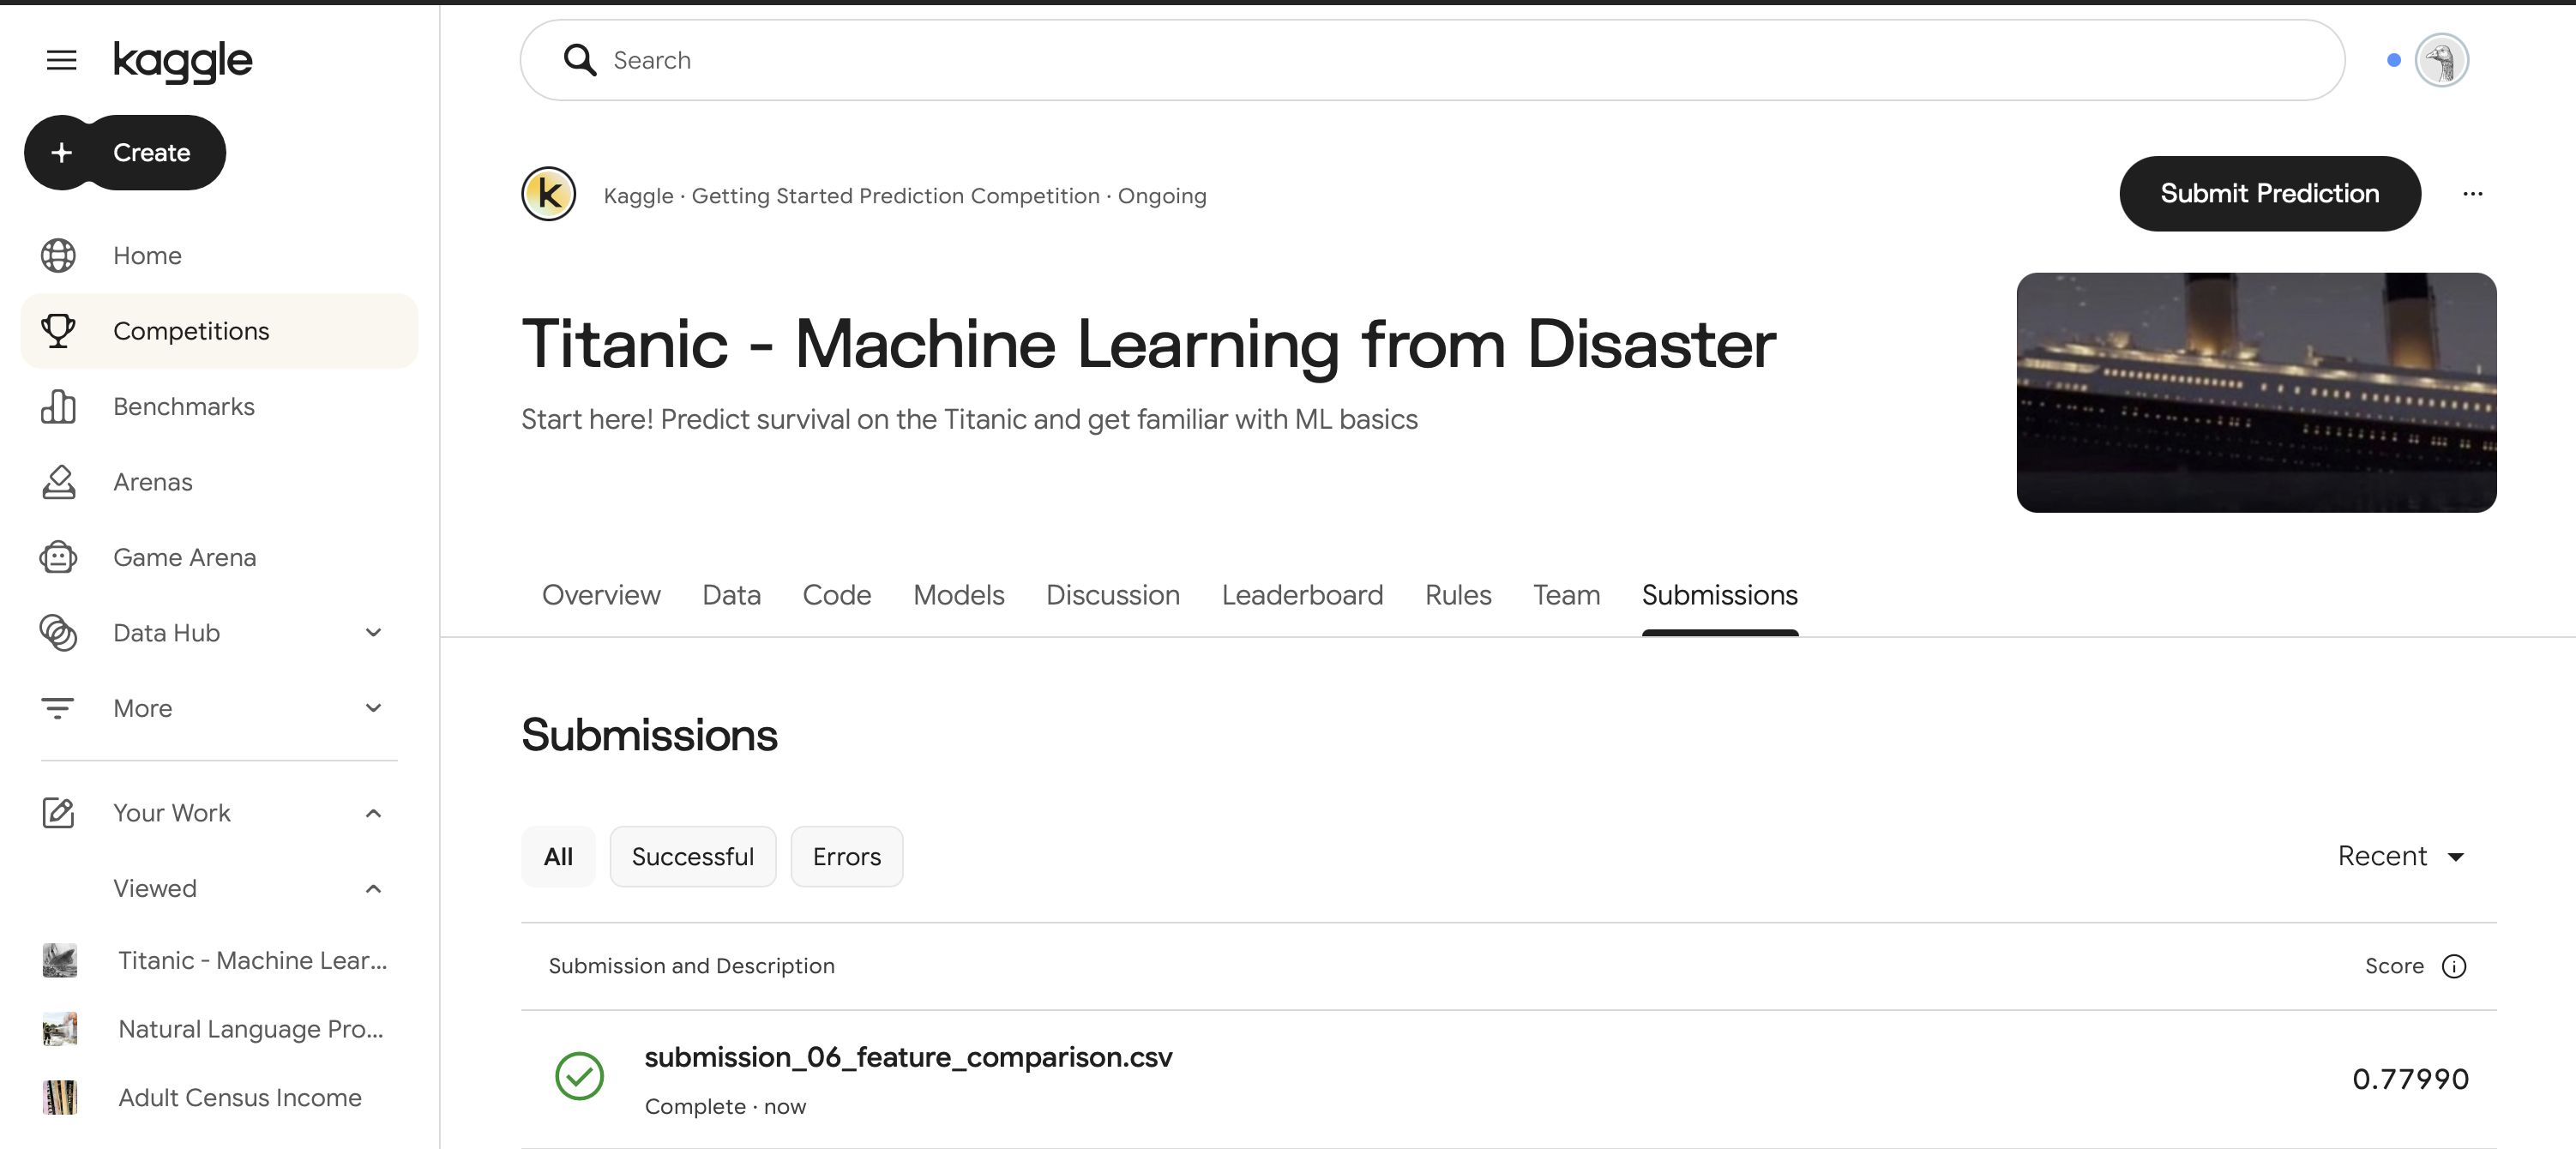 kaggle
Search
Create
Home
Competitions
Benchmarks
Arenas
Game Arena
Data Hub
More
Your Work
Viewed
Titanic - Machine Lear...
Natural Language Pro...
Adult Census Income
Kaggle · Getting Started Prediction Competition · Ongoing
Submit Prediction
Titanic - Machine Learning from Disaster
Start here! Predict survival on the Titanic and get familiar with ML basics
Overview Data Code Models Discussion Leaderboard Rules Team Submissions
Submissions
All Successful Errors
Recent
Submission and Description Score
submission_06_feature_comparison.csv
0.77990
Complete · now